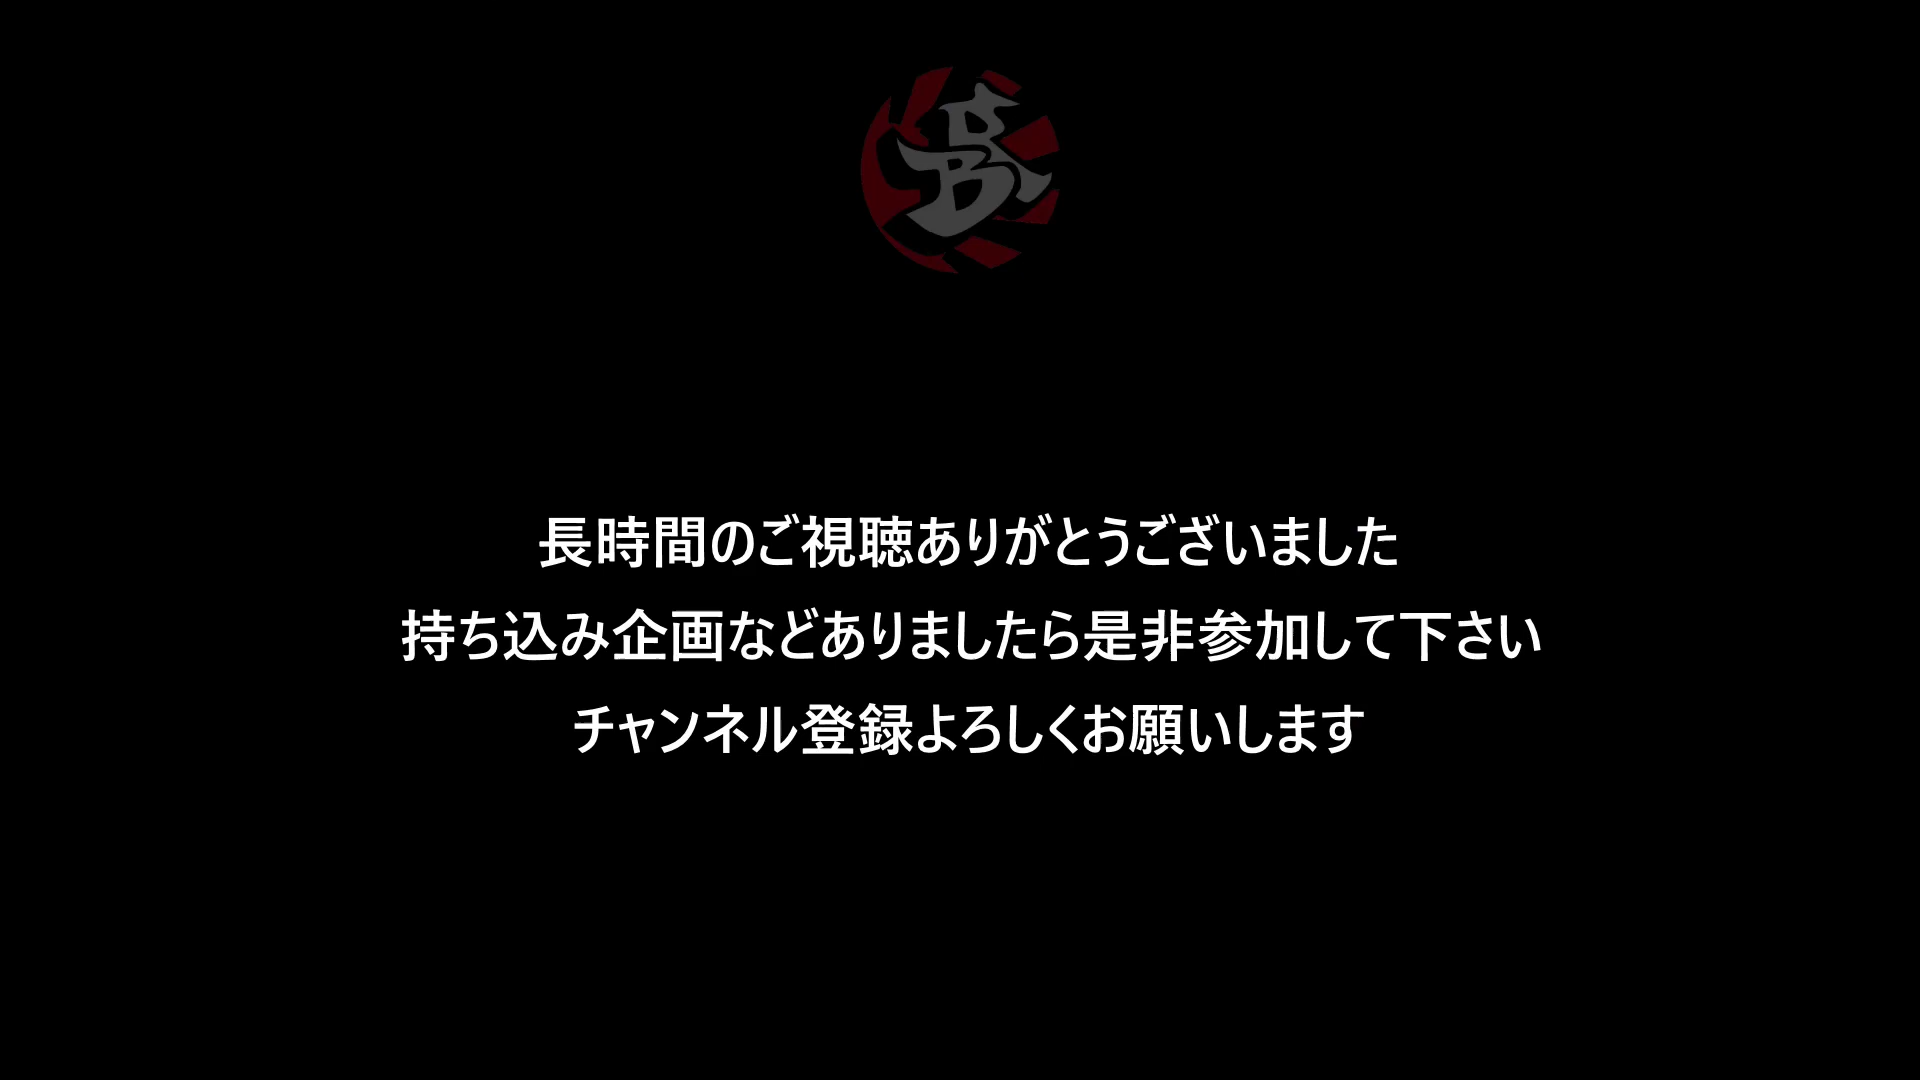 長時間のご視聴ありがとうございました
持ち込み企画などありましたら是非参加して下さい
チャンネル登録よろしくお願いします